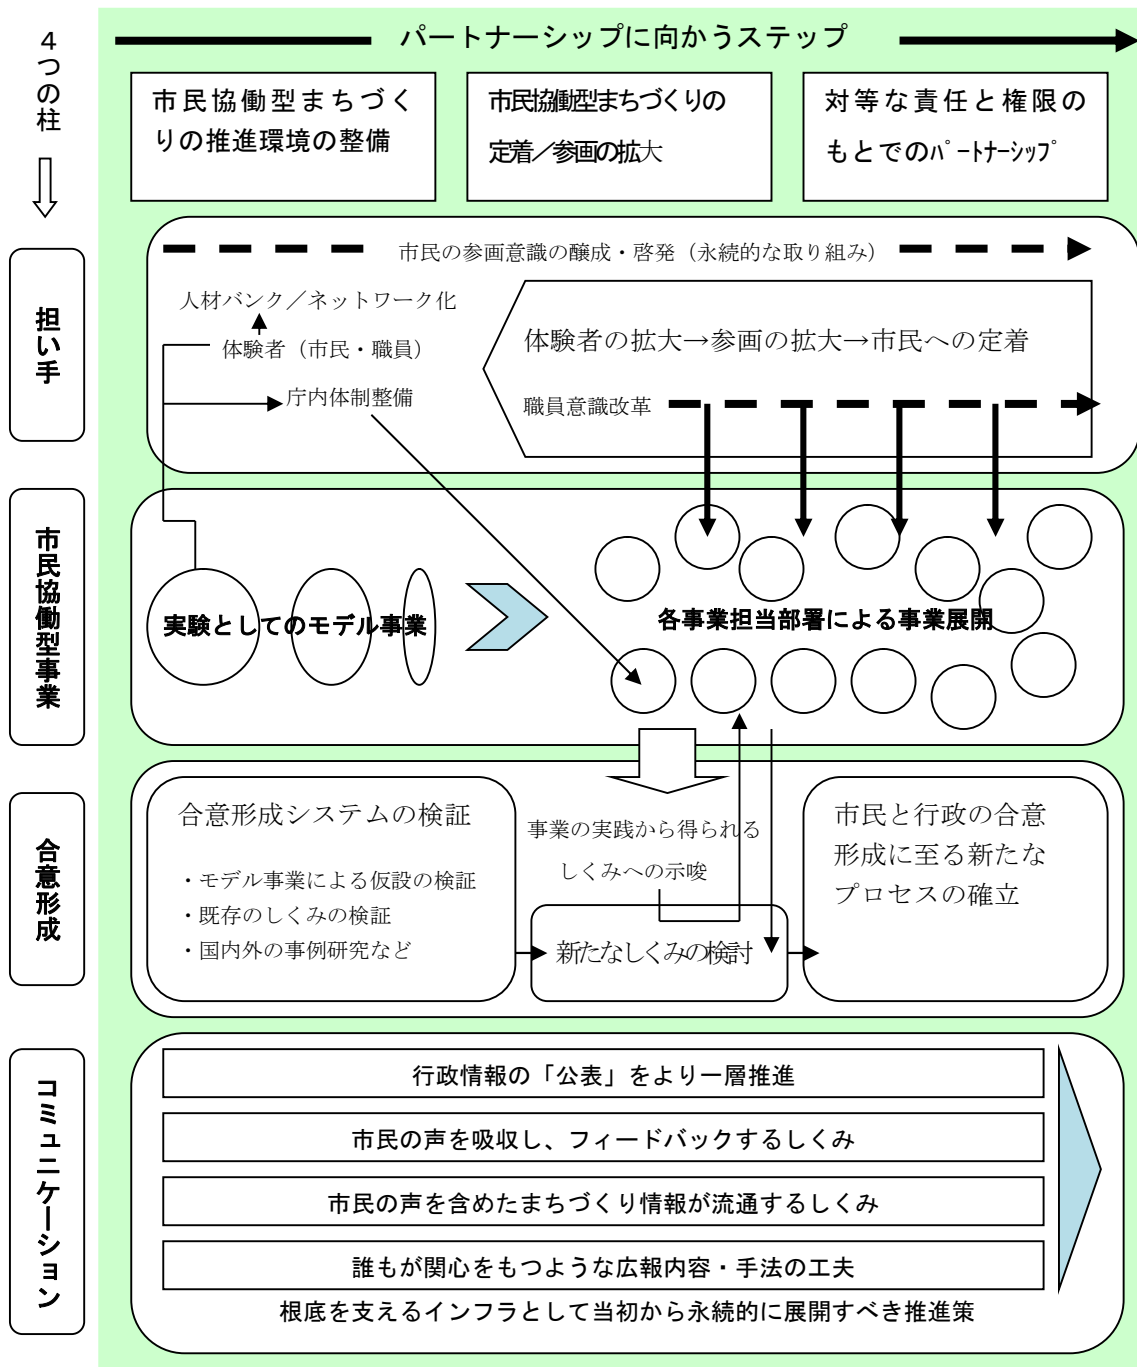 4つの柱
パートナーシップに向かうステップ
市民協働型まちづく
りの推進環境の整備
市民協働型まちづくりの
定着／参画の拡大
対等な責任と権限の
もとでのﾊﾟｰﾄﾅｰｼｯﾌﾟ
担い手
市民の参画意識の醸成・啓発（永続的な取り組み）
人材バンク／ネットワーク化
体験者（市民・職員）
庁内体制整備
体験者の拡大→参画の拡大→市民への定着
職員意識改革
市民協働型事業
実験としてのモデル事業
各事業担当部署による事業展開
合意形成
合意形成システムの検証
・モデル事業による仮設の検証
・既存のしくみの検証
・国内外の事例研究など
事業の実践から得られる
しくみへの示唆
新たなしくみの検討
市民と行政の合意
形成に至る新たな
プロセスの確立
コミュニケーション
行政情報の「公表」をより一層推進
市民の声を吸収し、フィードバックするしくみ
市民の声を含めたまちづくり情報が流通するしくみ
誰もが関心をもつような広報内容・手法の工夫
根底を支えるインフラとして当初から永続的に展開すべき推進策